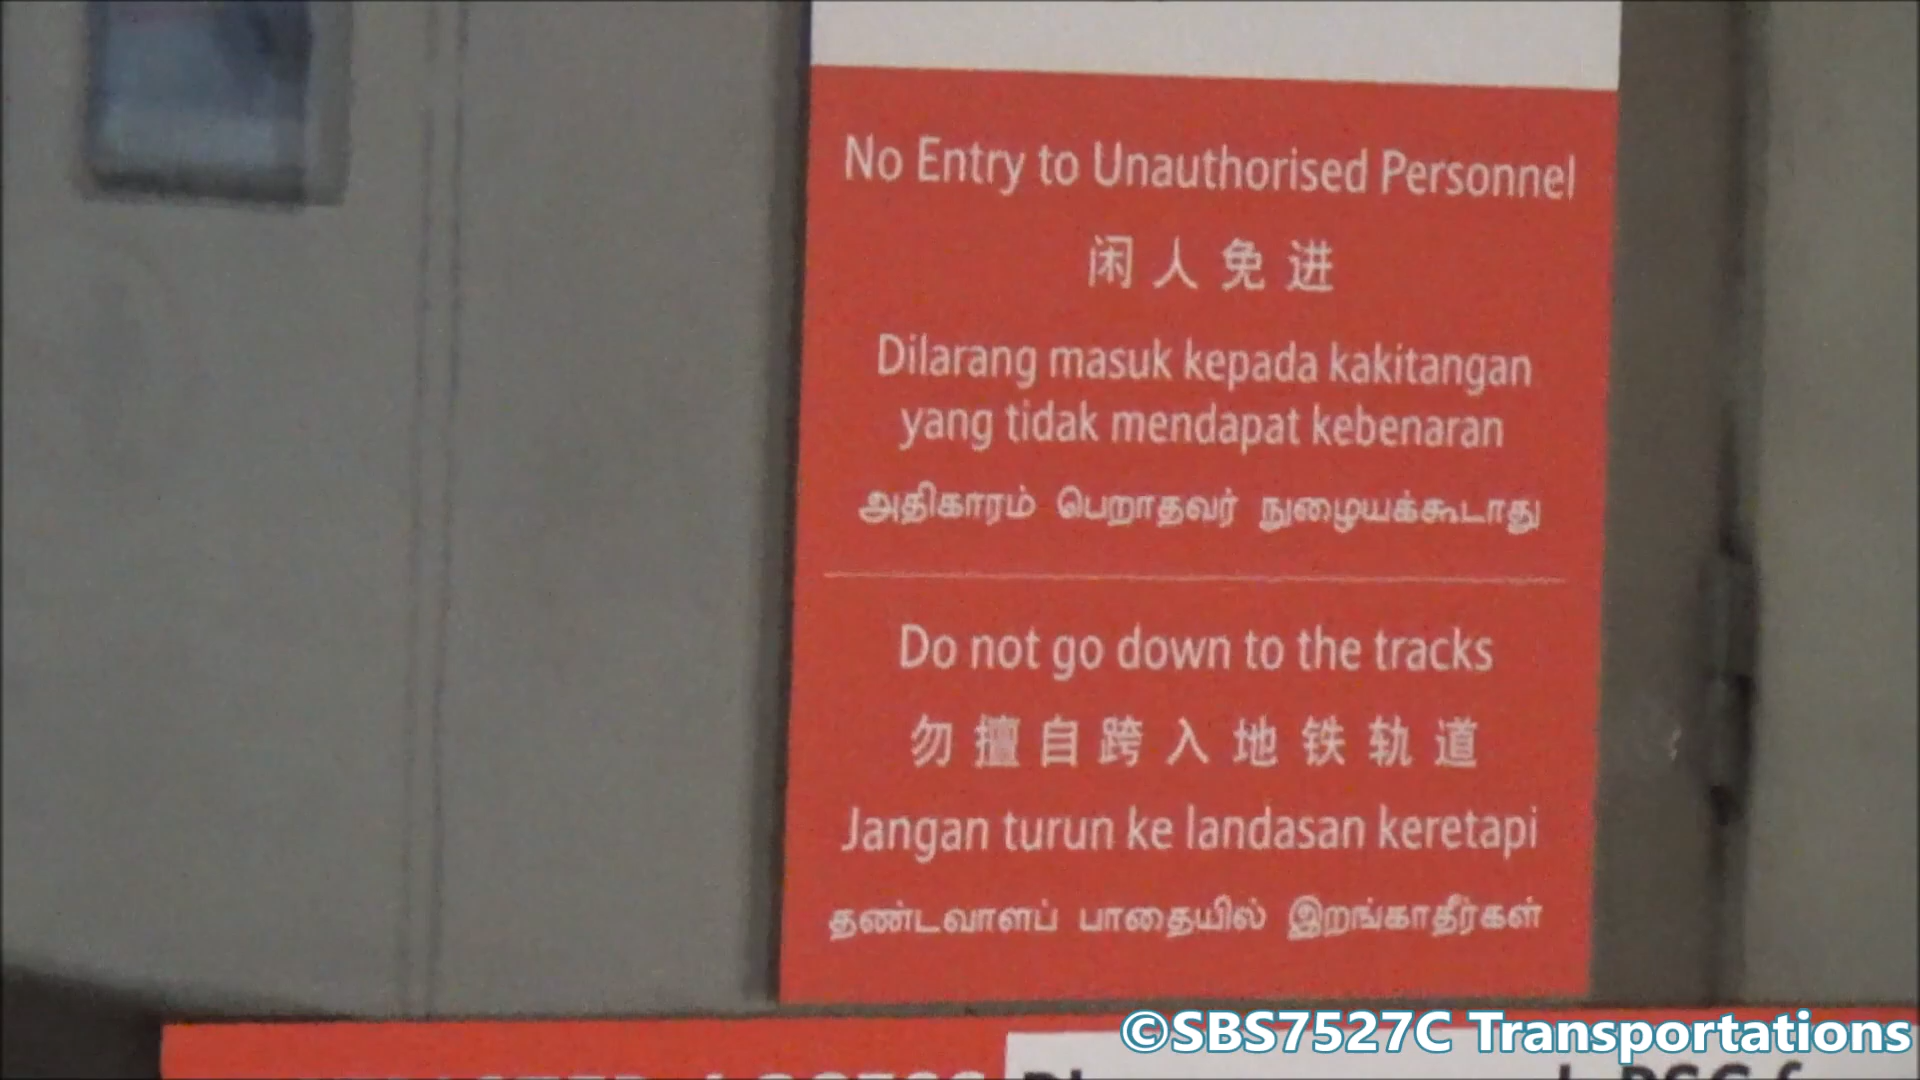 No Entry to Unauthorised Personnel
闲人免进
Dilarang masuk kepada kakitangan
yang tidak mendapat kebenaran
அதிகாரம் பெறாதவர் நுழையக்கூடாது
Do not go down to the tracks
勿擅自跨入地铁轨道
Jangan turun ke landasan keretapi
தண்டவாளப் பாதையில் இறங்காதீர்கள்
©SBS7527C Transportations